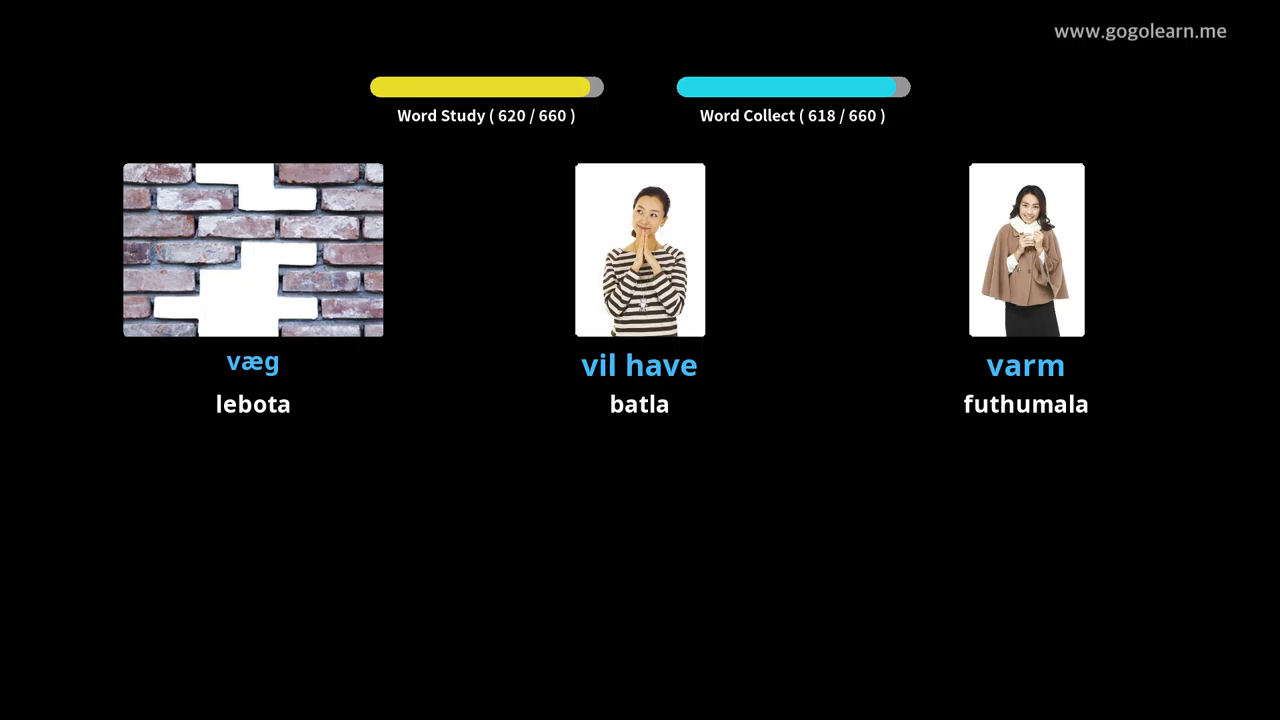 www.gogolearn.me
Word Study ( 620 / 660 )
Word Collect ( 618 / 660 )
væg
vil have
varm
lebota
batla
futhumala